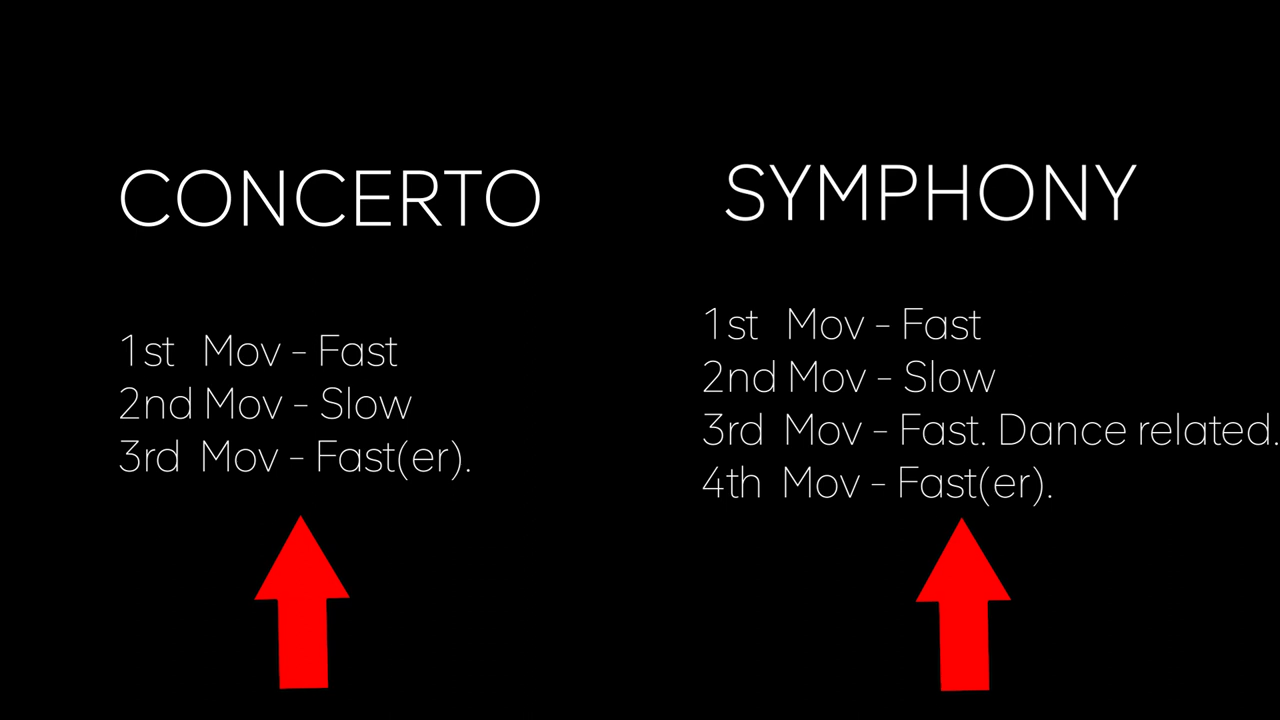 CONCERTO
1st Mov - Fast
2nd Mov - Slow
3rd Mov - Fast(er).
SYMPHONY
1st Mov - Fast
2nd Mov - Slow
3rd Mov - Fast. Dance related.
4th Mov - Fast(er).